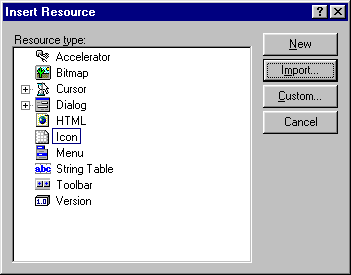 Insert Resource
Resource type:
Accelerator
Bitmap
Cursor
Dialog
HTML
Icon
Menu
abc String Table
Toolbar
1.0 Version
New
Import...
Custom...
Cancel